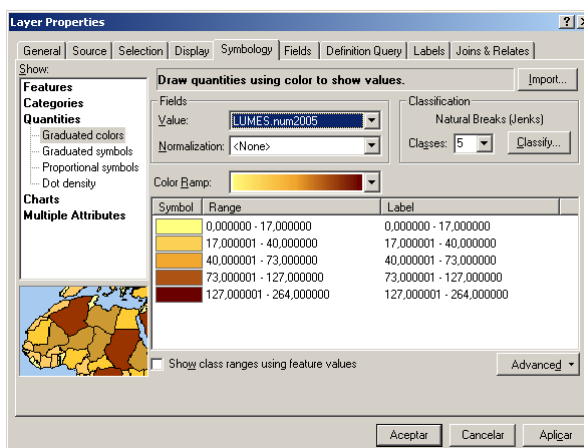 Layer Properties
General Source Selection Display Symbology Fields Definition Query Labels Joins & Relates
Show:
Features
Categories
Quantities
Graduated colors
Graduated symbols
Proportional symbols
Dot density
Charts
Multiple Attributes
Draw quantities using color to show values.
Import...
Fields
Value: LUMES.num2005
Normalization: <None>
Classification
Natural Breaks (Jenks)
Classes: 5 Classify...
Color Ramp:
Symbol Range Label
0,000000 - 17,000000 0,000000 - 17,000000
17,000001 - 40,000000 17,000001 - 40,000000
40,000001 - 73,000000 40,000001 - 73,000000
73,000001 - 127,000000 73,000001 - 127,000000
127,000001 - 264,000000 127,000001 - 264,000000
Show class ranges using feature values
Advanced
Aceptar Cancelar Aplicar